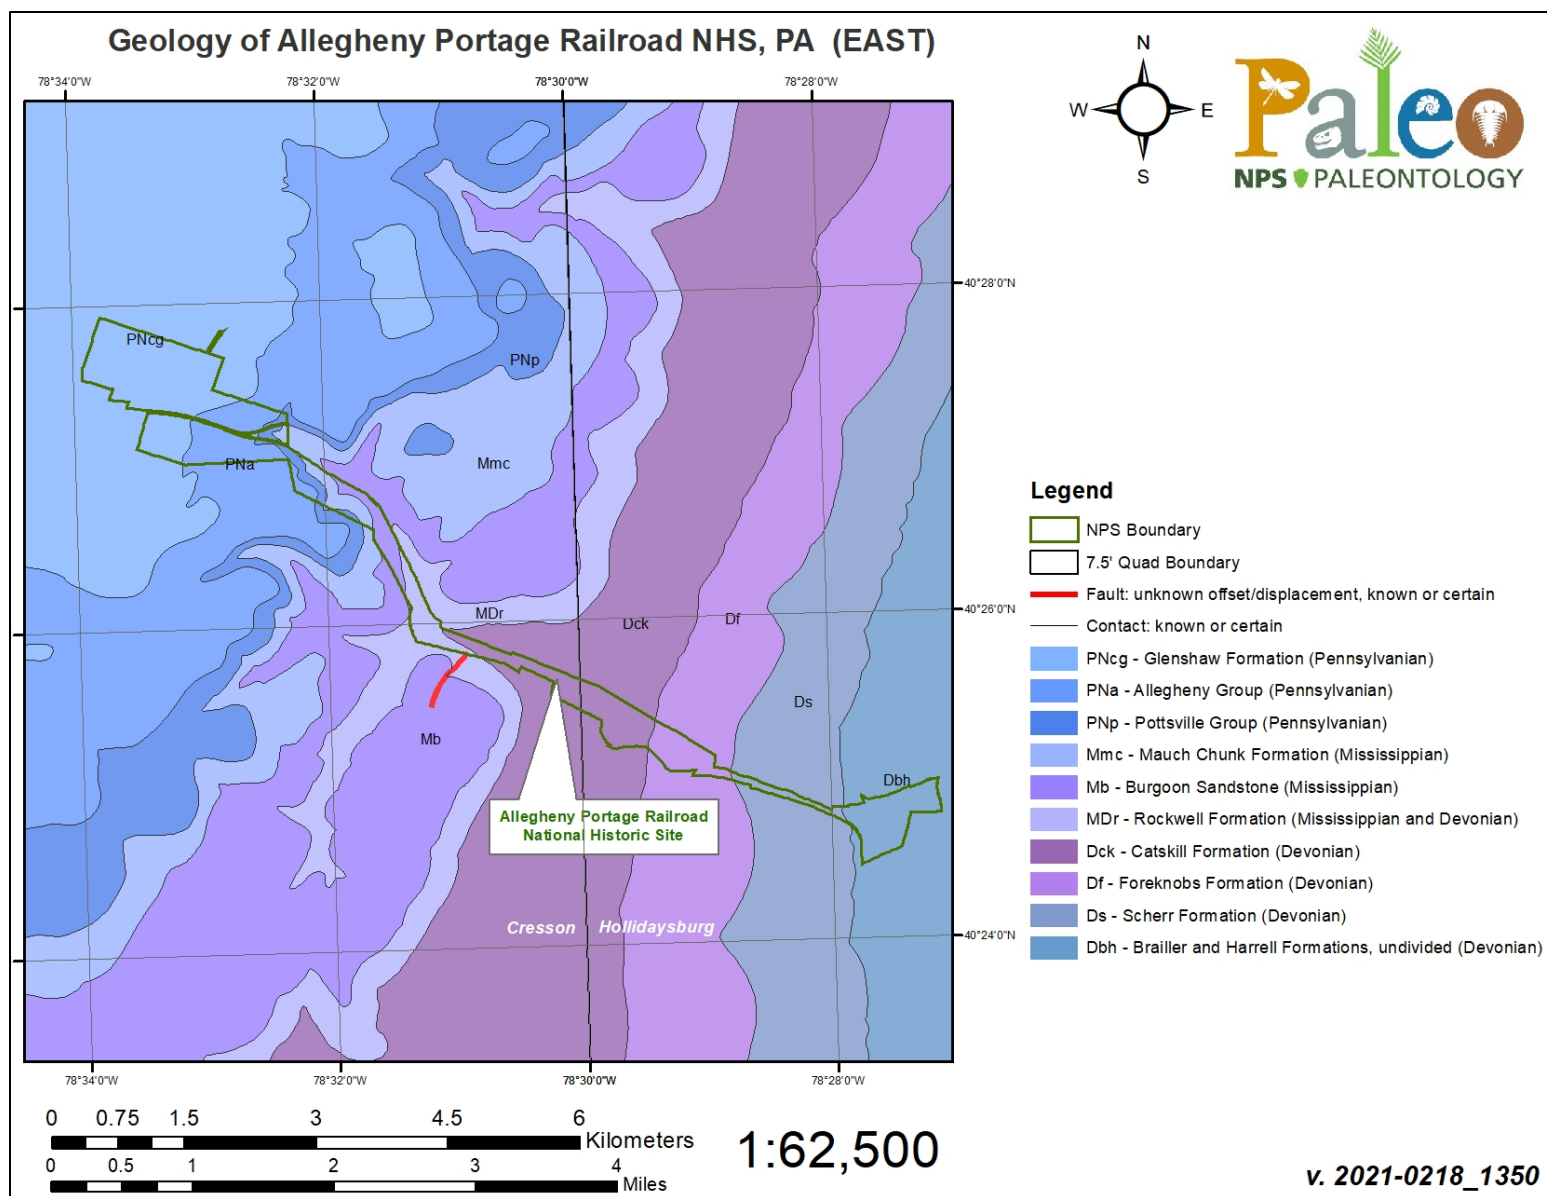 Geology of Allegheny Portage Railroad NHS, PA (EAST)
78°34'0"W 78°32'0"W 78°30'0"W 78°28'0"W
N
W E
S
Paleo
NPS PALEONTOLOGY
40°28'0"N
PNcg
PNp
PNa
Mmc
40°26'0"N
MDr
Dck
Df
Ds
Mb
Dbh
Allegheny Portage Railroad
National Historic Site
Cresson Hollidaysburg
40°24'0"N
78°34'0"W 78°32'0"W 78°30'0"W 78°28'0"W
Legend
NPS Boundary
7.5' Quad Boundary
Fault: unknown offset/displacement, known or certain
Contact: known or certain
PNcg - Glenshaw Formation (Pennsylvanian)
PNa - Allegheny Group (Pennsylvanian)
PNp - Pottsville Group (Pennsylvanian)
Mmc - Mauch Chunk Formation (Mississippian)
Mb - Burgoon Sandstone (Mississippian)
MDr - Rockwell Formation (Mississippian and Devonian)
Dck - Catskill Formation (Devonian)
Df - Foreknobs Formation (Devonian)
Ds - Scherr Formation (Devonian)
Dbh - Brailler and Harrell Formations, undivided (Devonian)
0 0.75 1.5 3 4.5 6
Kilometers
0 0.5 1 2 3 4
Miles
1:62,500
v. 2021-0218_1350